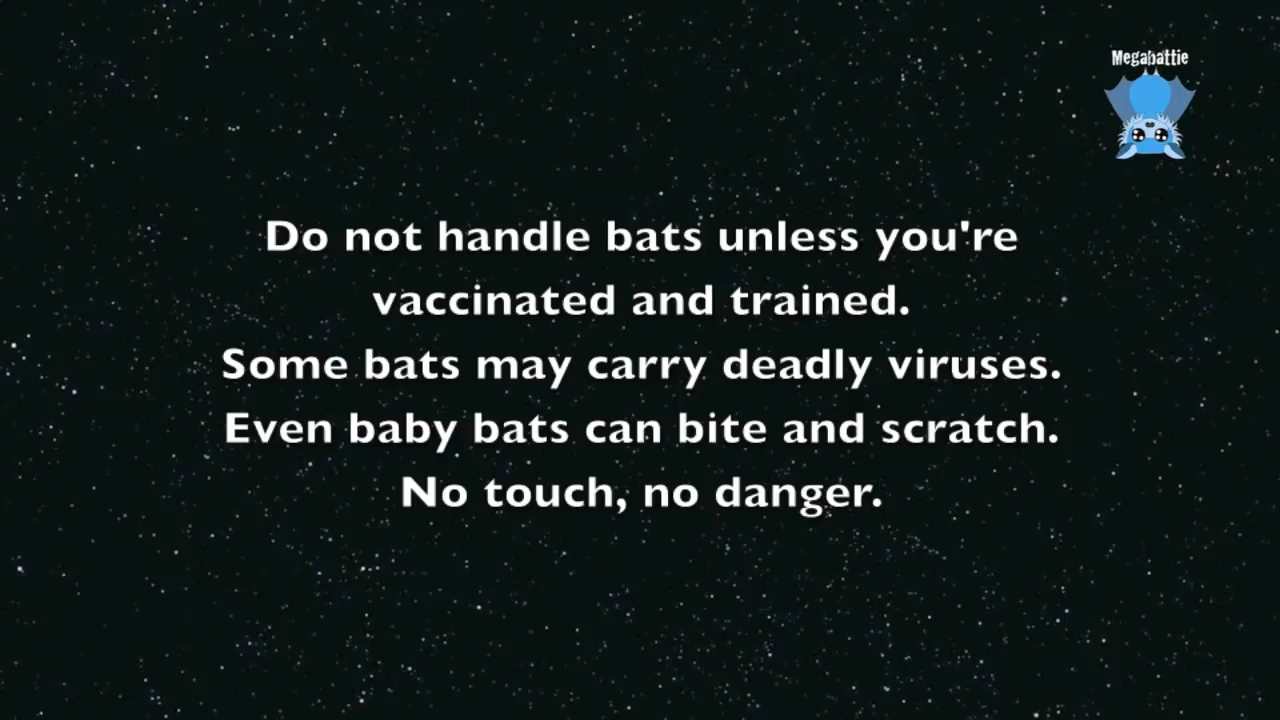 Megabattie
Do not handle bats unless you're
vaccinated and trained.
Some bats may carry deadly viruses.
Even baby bats can bite and scratch.
No touch, no danger.